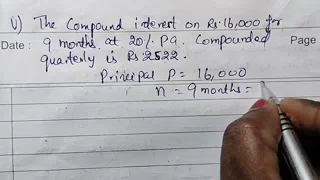 V) The Compound interest on Rs. 16,000 for
Date: 9 months at 20% PA. Compounded Page
quarterly is Rs. 2522.
Principal P = 16,000
n = 9 months =